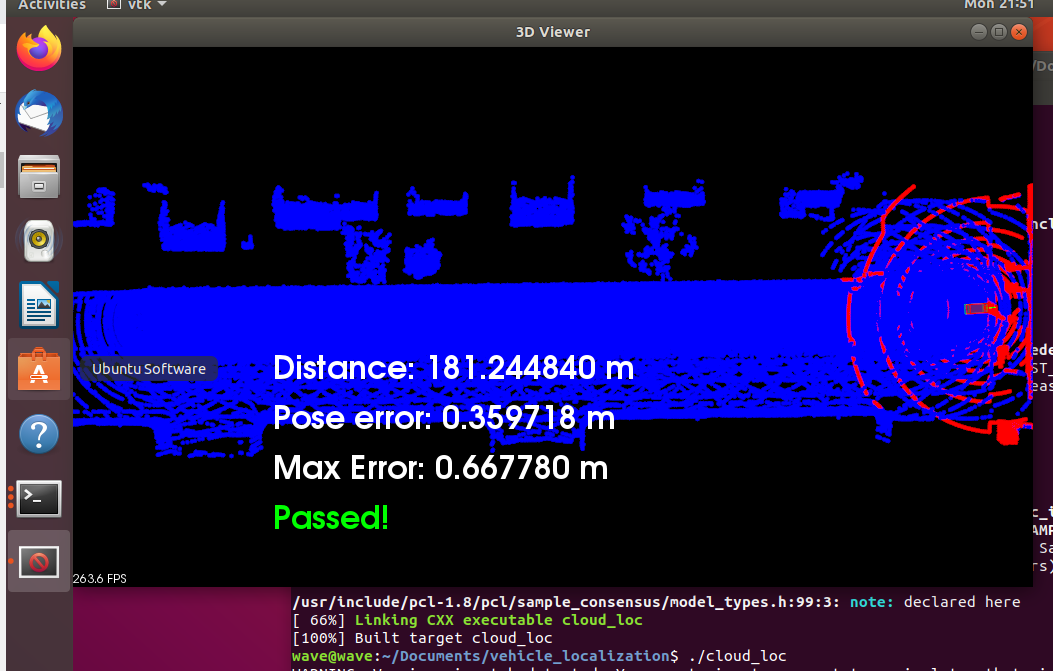 Activities vtk Mon 21:51
3D Viewer
Ubuntu Software
Distance: 181.244840 m
Pose error: 0.359718 m
Max Error: 0.667780 m
Passed!
263.6 FPS
/usr/include/pcl-1.8/pcl/sample_consensus/model_types.h:99:3: note: declared here
[ 66%] Linking CXX executable cloud_loc
[100%] Built target cloud_loc
wave@wave:~/Documents/vehicle_localization$ ./cloud_loc